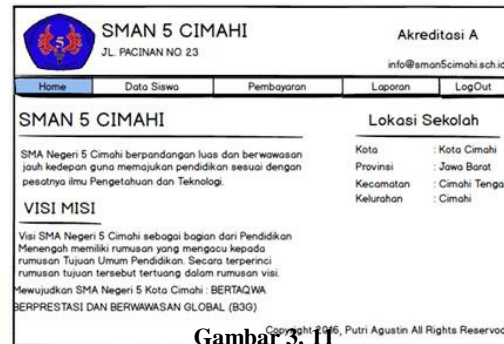 SMAN 5 CIMAHI
JL. PACINAN NO 23
Akreditasi A
info@sman5cimahi.sch.id
5
Home Data Siswa Pembayaran Laporan LogOut
SMAN 5 CIMAHI
SMA Negeri 5 Cimahi berpandangan luas dan berwawasan
jauh kedepan guna memajukan pendidikan sesuai dengan
pesatnya ilmu Pengetahuan dan Teknologi.
VISI MISI
Visi SMA Negeri 5 Cimahi sebagai bagian dari Pendidikan
Menengah memiliki rumusan yang mengacu kepada
rumusan Tujuan Umum Pendidikan. Secara terperinci
rumusan tujuan tersebut tertuang dalam rumusan visi.
Mewujudkan SMA Negeri 5 Kota Cimahi : BERTAQWA
BERPRESTASI DAN BERWAWASAN GLOBAL (B3G)
Lokasi Sekolah
Kota : Kota Cimahi
Provinsi : Jawa Barat
Kecamatan : Cimahi Tenga
Kelurahan : Cimahi
Copyright 2016, Putri Agustin All Rights Reserved
Gambar 3. 11